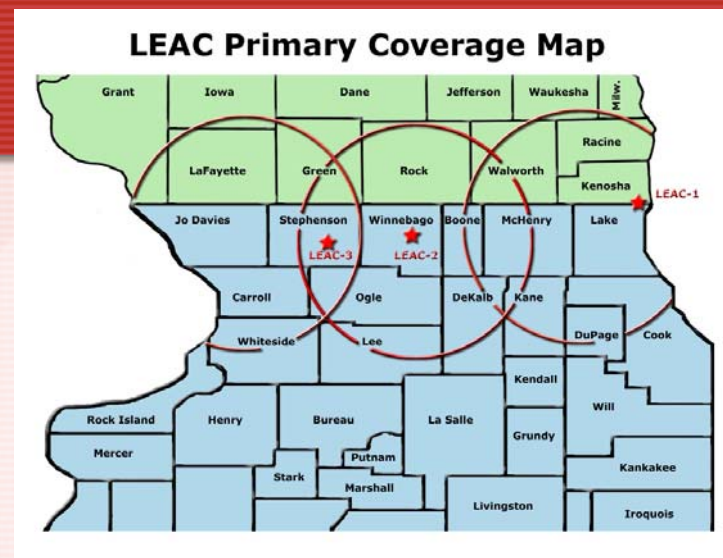 LEAC Primary Coverage Map
Grant
Iowa
Dane
Jefferson
Waukesha
Milw.
Racine
LaFayette
Green
Rock
Walworth
Kenosha
LEAC-1
Jo Davies
Stephenson
Winnebago
Boone
McHenry
Lake
LEAC-3
LEAC-2
Carroll
Ogle
DeKalb
Kane
DuPage
Cook
Whiteside
Lee
Kendall
Rock Island
Henry
Bureau
La Salle
Will
Grundy
Mercer
Putnam
Kankakee
Stark
Marshall
Livingston
Iroquois